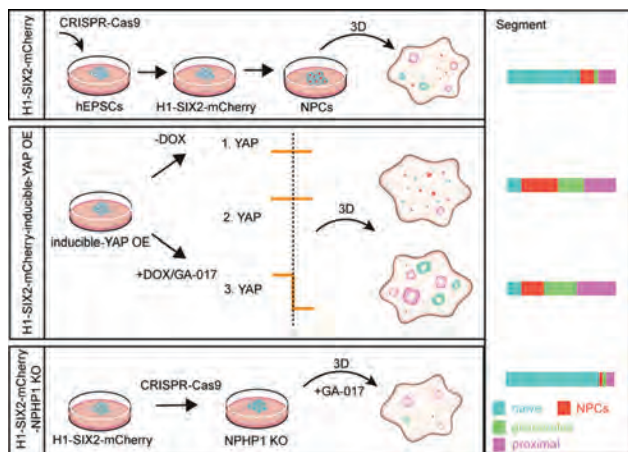 H1-SIX2-mCherry
CRISPR-Cas9
hEPSCs
H1-SIX2-mCherry
NPCs
3D
Segment
H1-SIX2-mCherry-inducible-YAP OE
-DOX
inducible-YAP OE
+DOX/GA-017
1. YAP
2. YAP
3. YAP
3D
H1-SIX2-mCherry
-NPHP1 KO
H1-SIX2-mCherry
CRISPR-Cas9
NPHP1 KO
3D
+GA-017
naive
NPCs
proximal